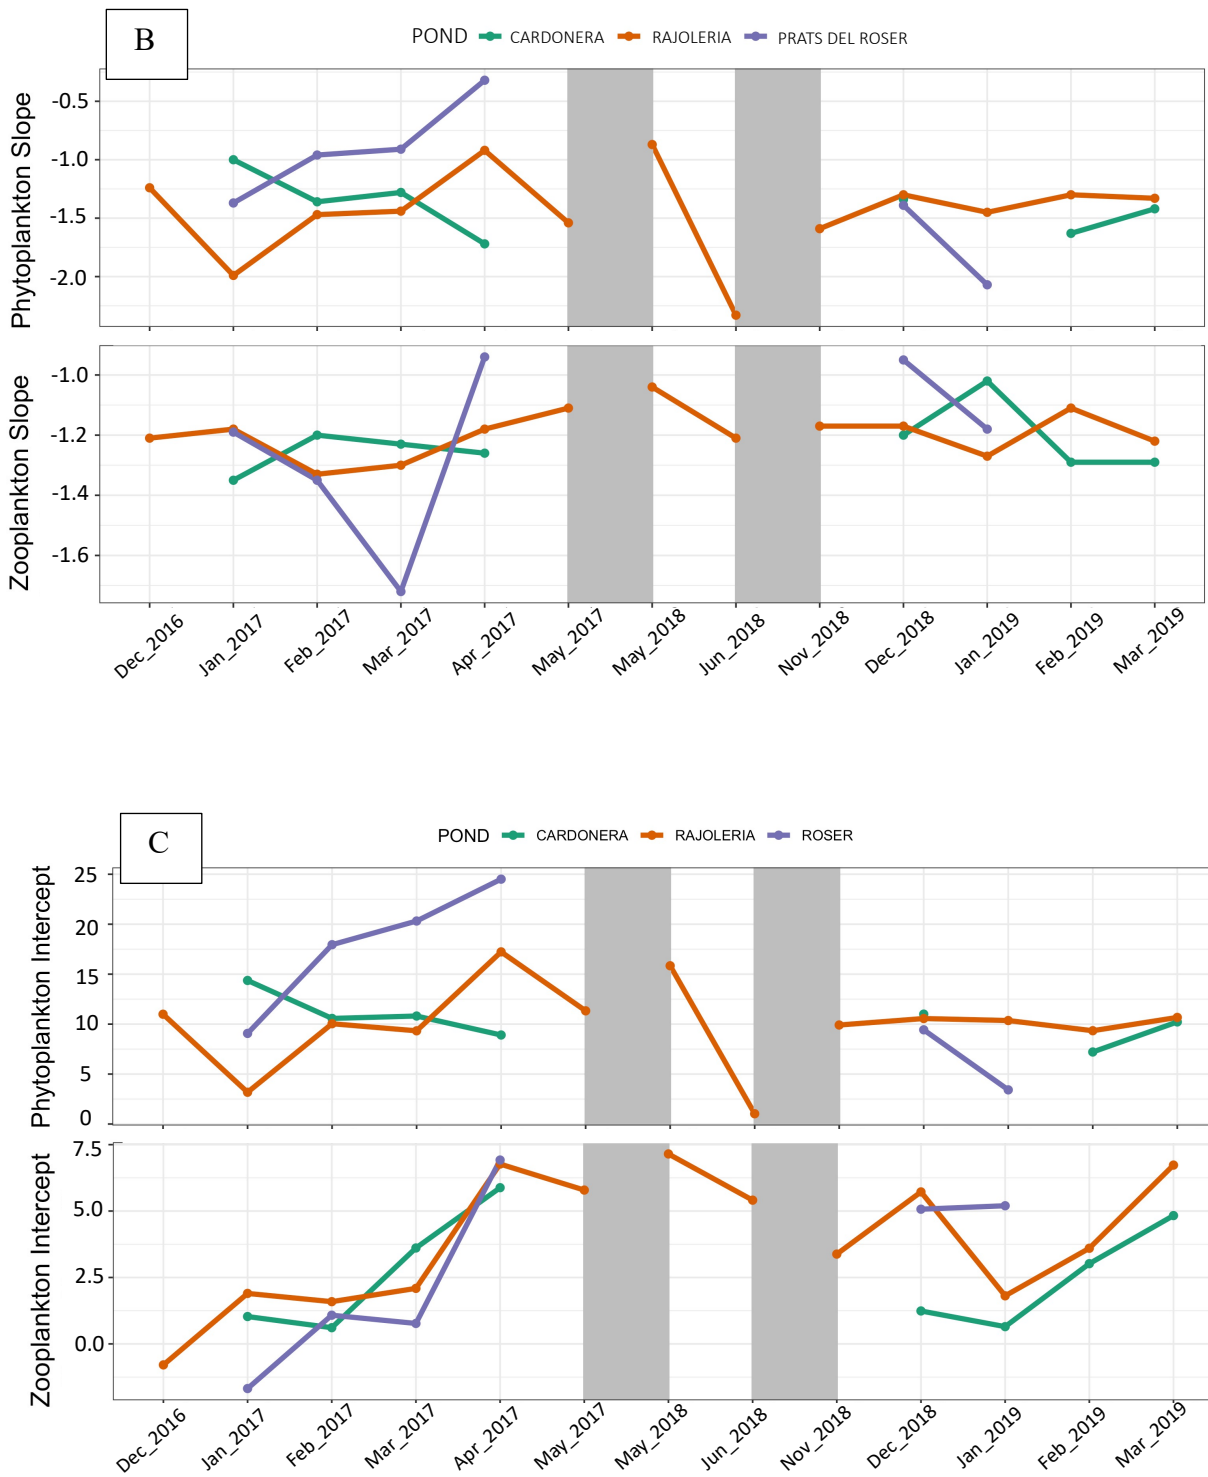 B
POND CARDONERA RAJOLERIA PRATS DEL ROSER
Phytoplankton Slope
-0.5
-1.0
-1.5
-2.0
Zooplankton Slope
-1.0
-1.2
-1.4
-1.6
Dec_2016 Jan_2017 Feb_2017 Mar_2017 Apr_2017 May_2017 May_2018 Jun_2018 Nov_2018 Dec_2018 Jan_2019 Feb_2019 Mar_2019
C
POND CARDONERA RAJOLERIA ROSER
Phytoplankton Intercept
25
20
15
10
5
0
Zooplankton Intercept
7.5
5.0
2.5
0.0
Dec_2016 Jan_2017 Feb_2017 Mar_2017 Apr_2017 May_2017 May_2018 Jun_2018 Nov_2018 Dec_2018 Jan_2019 Feb_2019 Mar_2019